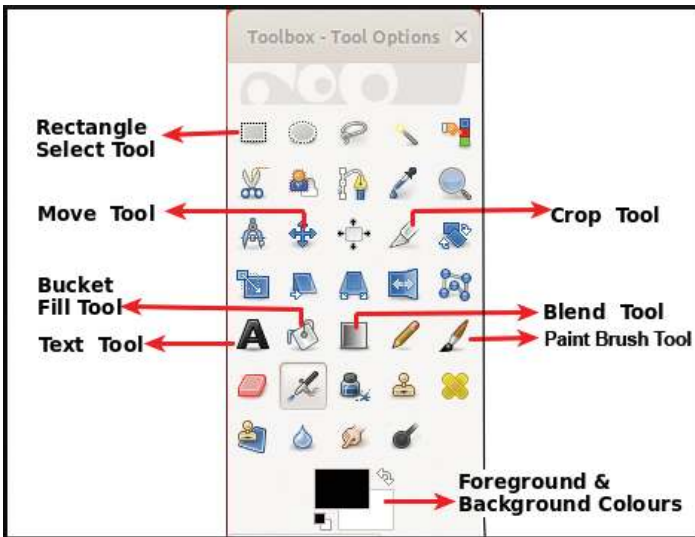 Toolbox - Tool Options
Rectangle
Select Tool
Move Tool
Crop Tool
Bucket
Fill Tool
Blend Tool
Text Tool
Paint Brush Tool
Foreground &
Background Colours